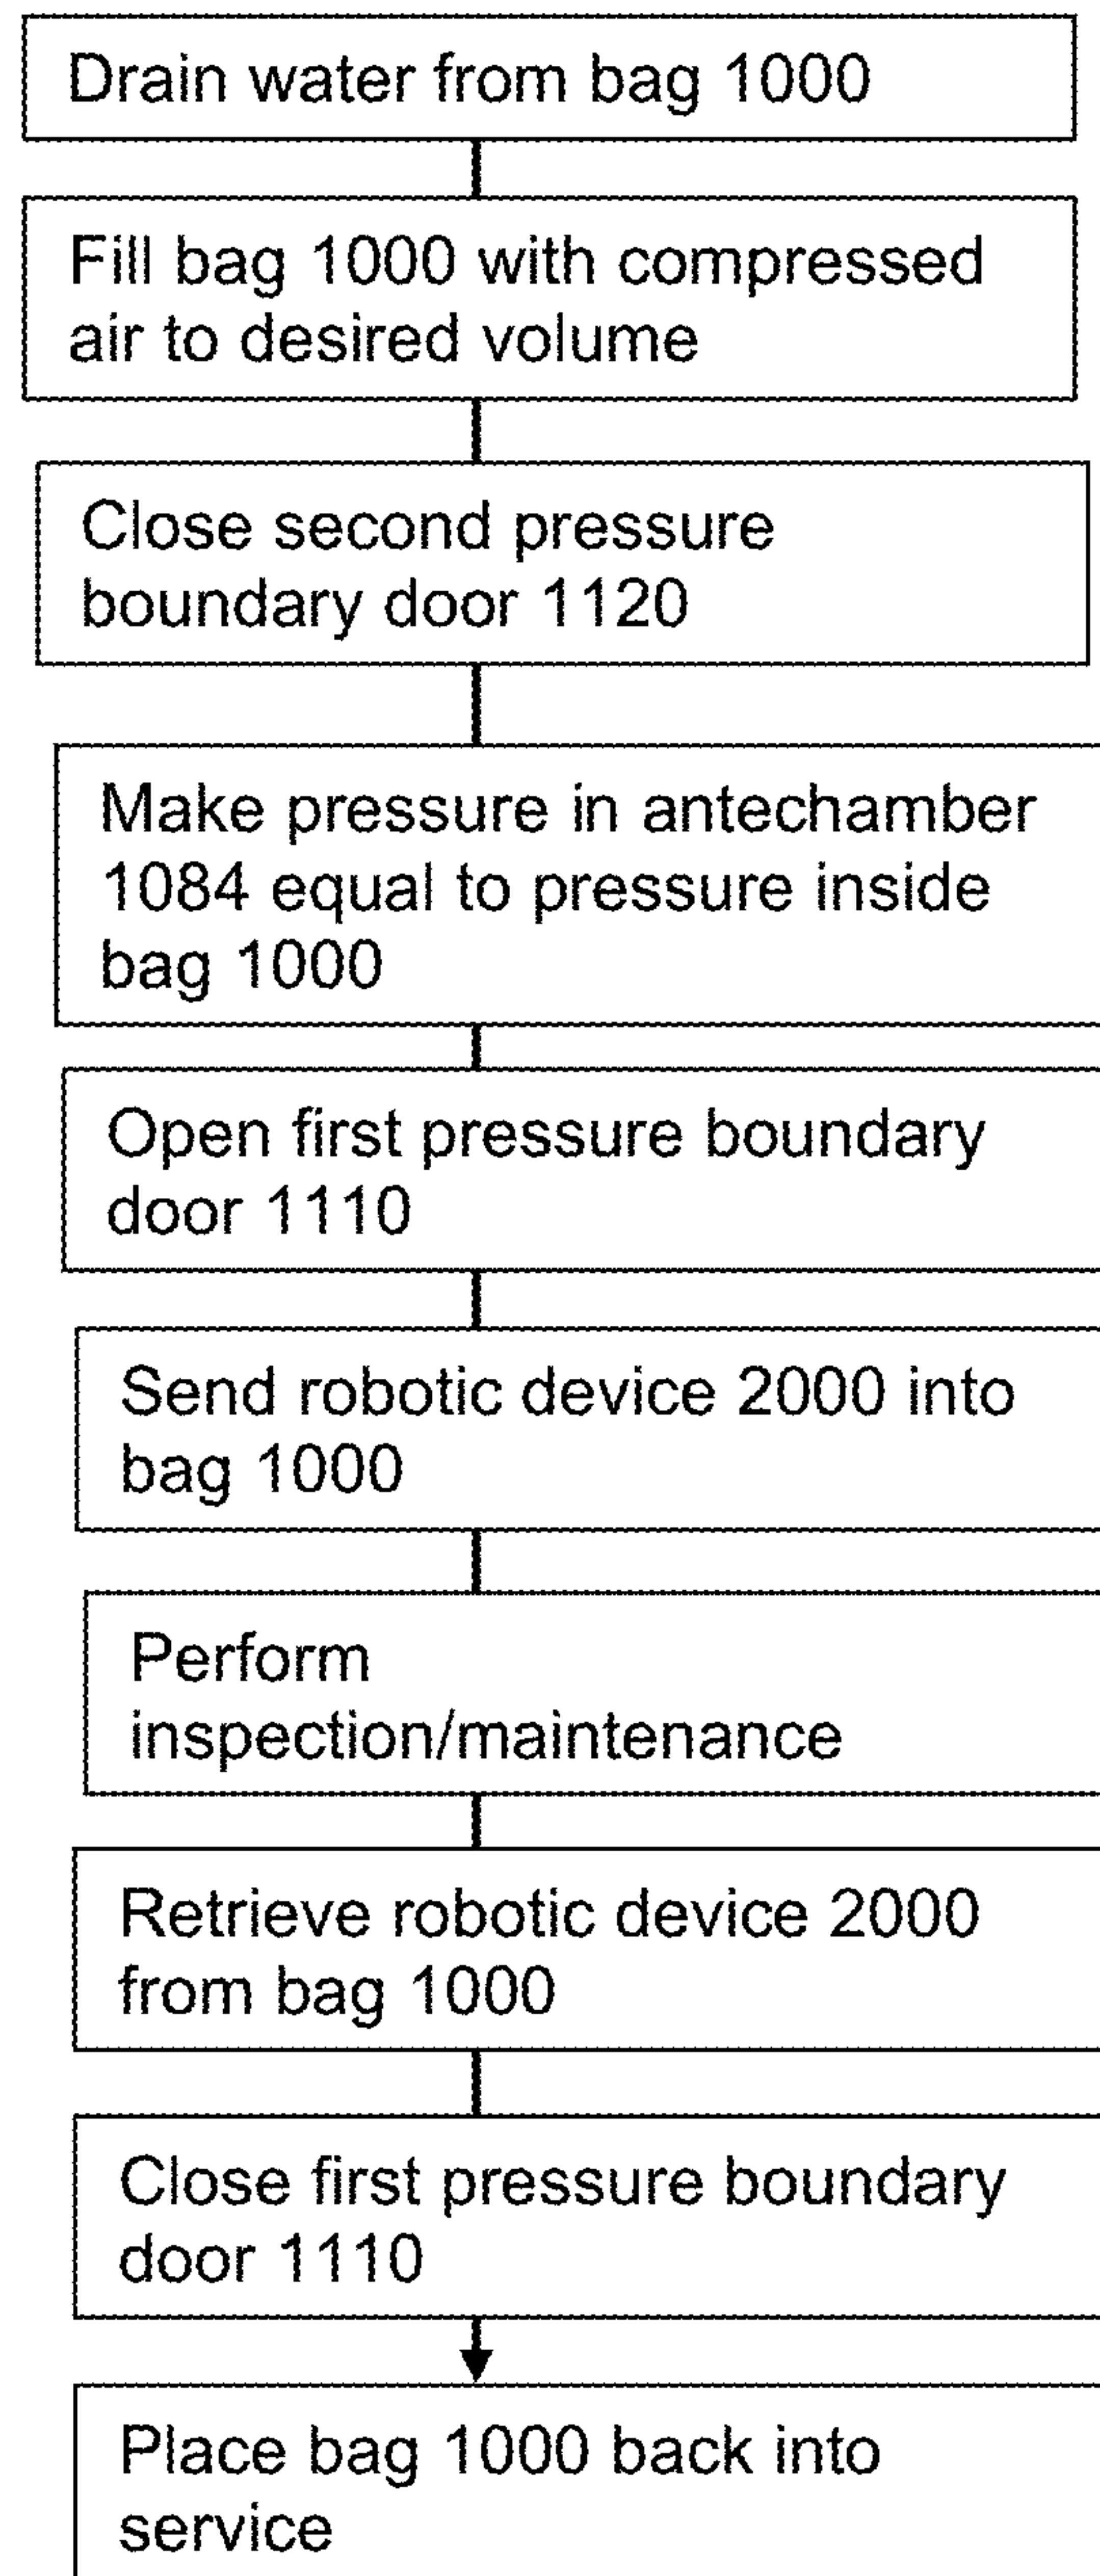 Drain water from bag 1000
Fill bag 1000 with compressed
air to desired volume
Close second pressure
boundary door 1120
Make pressure in antechamber
1084 equal to pressure inside
bag 1000
Open first pressure boundary
door 1110
Send robotic device 2000 into
bag 1000
Perform
inspection/maintenance
Retrieve robotic device 2000
from bag 1000
Close first pressure boundary
door 1110
Place bag 1000 back into
service